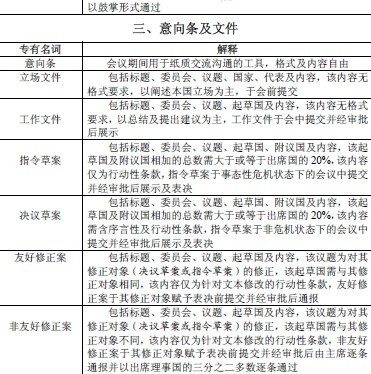 以鼓掌形式通过
三、意向条及文件
专有名词
解释
意向条
会议期间用于纸质交流沟通的工具，格式及内容自由
立场文件
包括标题、委员会、议题、国家、代表及内容，该内容无
格式要求，以阐述本国立场为主，于会前提交
工作文件
包括标题、委员会、议题、起草国及内容，该内容无格式
要求，以总结及提出建议为主，工作文件于会中提交并经审批
后展示
指令草案
包括标题、委员会、议题、起草国、附议国及内容，该起
草国及附议国相加的总数需大于或等于出席国的 20%,该内容
仅为行动性条款，指令草案于事态性危机状态下的会议中提交
并经审批后展示及表决
决议草案
包括标题、委员会、议题、起草国、附议国及内容，该起
草国及附议国相加的总数需大于或等于出席国的 20%,该内容
需含序言性及行动性条款，指令草案于非危机状态下的会议中
提交并经审批后展示及表决
友好修正案
包括标题、委员会、议题、起草国及内容，该议题为对其
修正对象（决议草案或指令草案）的修正，该起草国需与其修
正对象相同，该内容仅为针对文本修改的行动性条款，友好修
正案于其修正对象赋予表决前提交并经审批后通报
非友好修正案
包括标题、委员会、议题、起草国及内容，该议题为对其
修正对象（决议草案或指令草案）的修正，该起草国需与其修
正对象不同，该内容仅为针对文本修改的行动性条款，非友好
修正案于其修正对象赋予表决前提交并经审批后由主席逐条
通报并以出席理事国的三分之二多数逐条通过